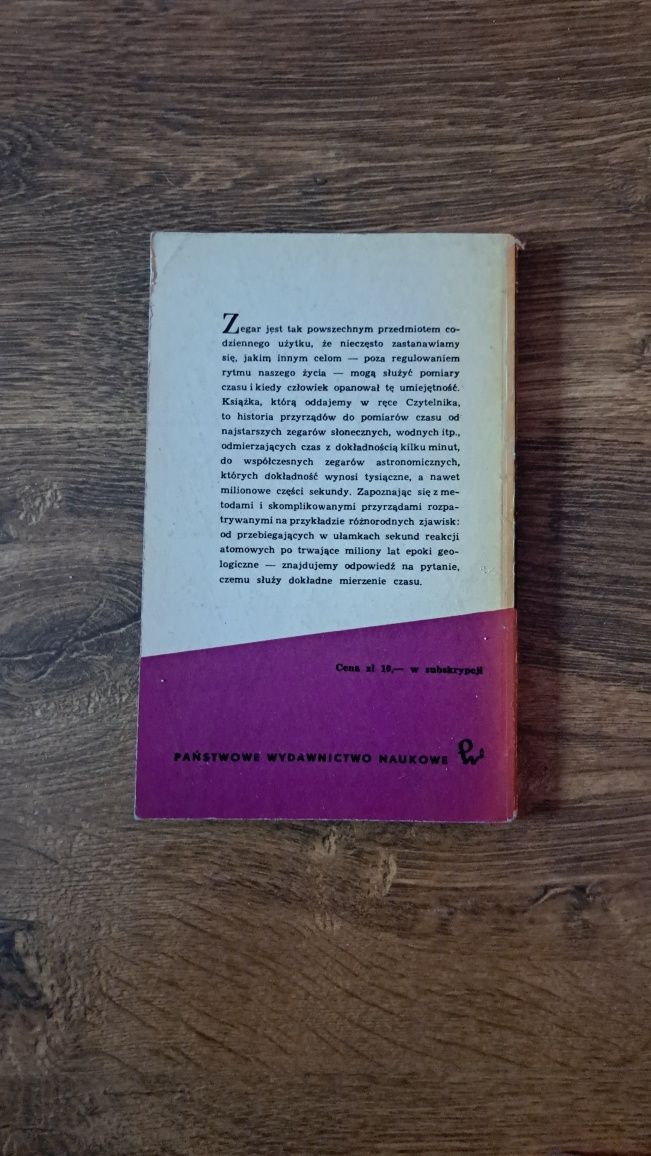 Zegar jest tak powszechnym przedmiotem co-
dziennego użytku, że nieczęsto zastanawiamy
się, jakim innym celom — poza regulowaniem
rytmu naszego życia — mogą służyć pomiary
czasu i kiedy człowiek opanował tę umiejętność.
Książka, którą oddajemy w ręce Czytelnika,
to historia przyrządów do pomiarów czasu od
najstarszych zegarów słonecznych, wodnych itp.,
odmierzających czas z dokładnością kilku minut,
do współczesnych zegarów astronomicznych,
których dokładność wynosi tysiączne, a nawet
milionowe części sekundy. Zapoznając się z me-
todami i skomplikowanymi przyrządami rozpa-
trywanymi na przykładzie różnorodnych zjawisk:
od przebiegających w ułamkach sekund reakcji
atomowych po trwające miliony lat epoki geo-
logiczne — znajdujemy odpowiedź na pytanie,
czemu służy dokładne mierzenie czasu.
Cena zł 10,— w subskrypcji
PAŃSTWOWE WYDAWNICTWO NAUKOWE